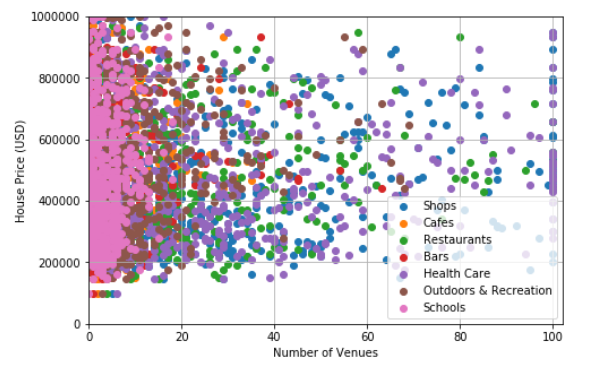 1000000
800000
600000
400000
200000
0
House Price (USD)
0 20 40 60 80 100
Number of Venues
Shops
Cafes
Restaurants
Bars
Health Care
Outdoors & Recreation
Schools